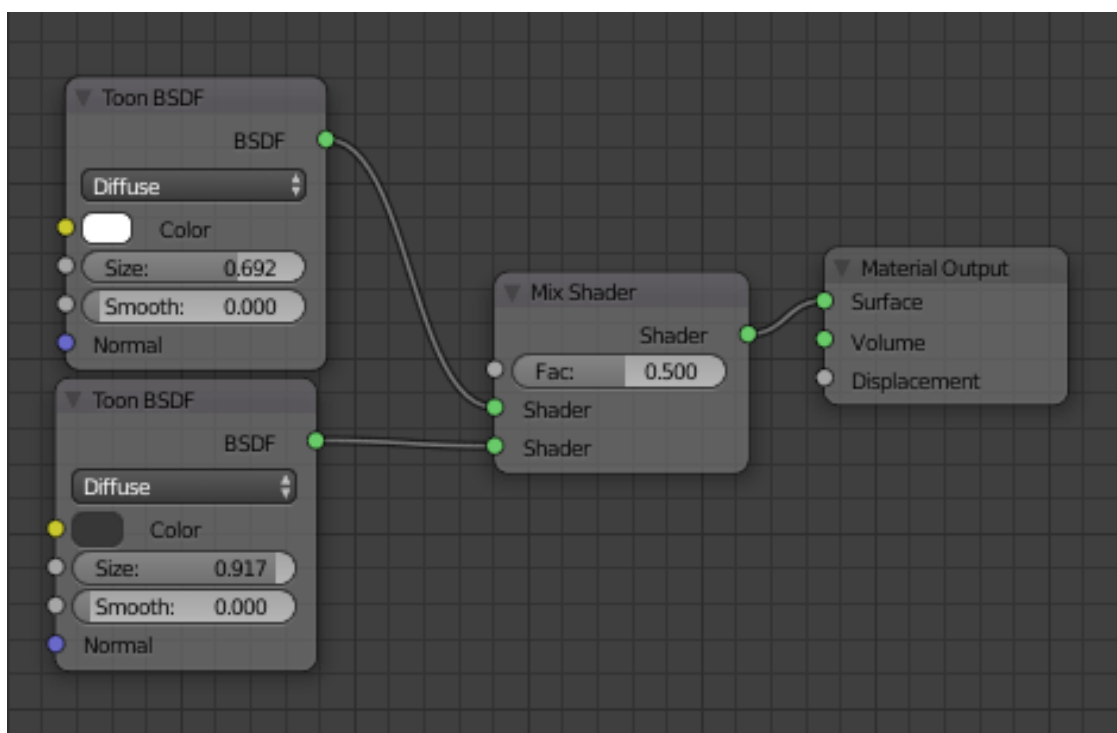 Toon BSDF
BSDF
Diffuse
Color
Size: 0.692
Smooth: 0.000
Normal
Toon BSDF
BSDF
Diffuse
Color
Size: 0.917
Smooth: 0.000
Normal
Mix Shader
Shader
Fac: 0.500
Shader
Shader
Material Output
Surface
Volume
Displacement